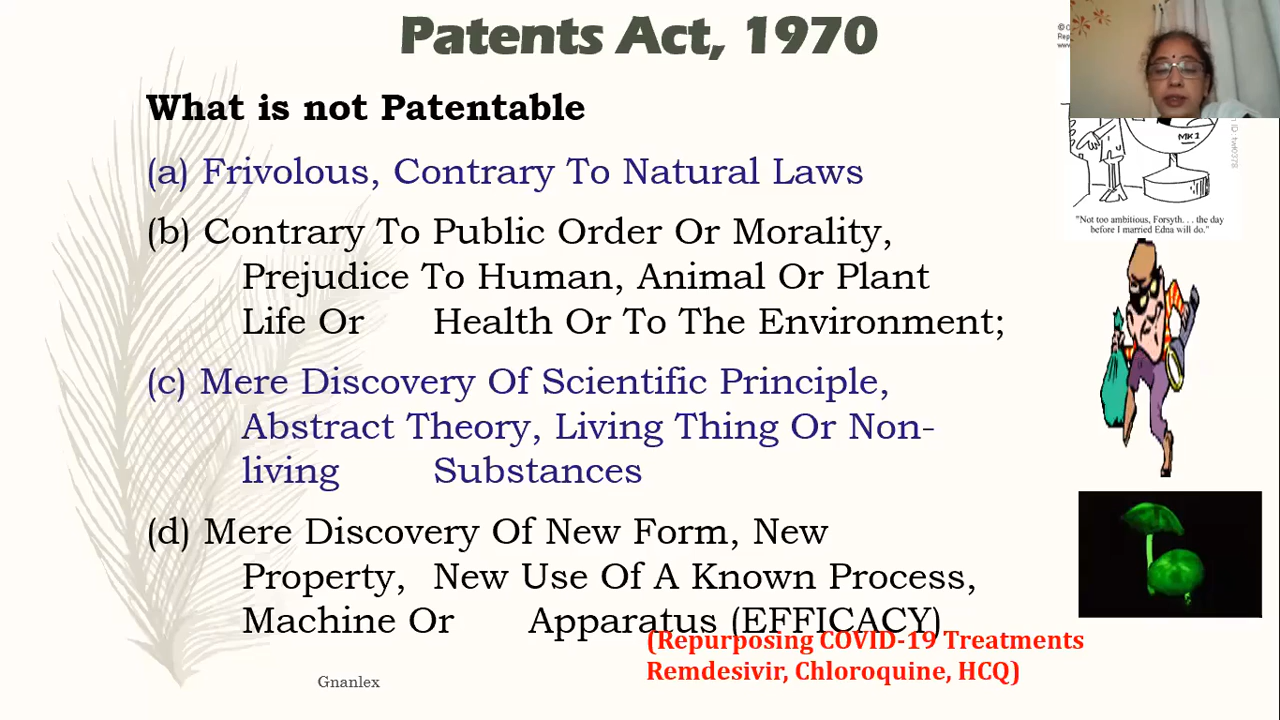 Patents Act, 1970
What is not Patentable
(a) Frivolous, Contrary To Natural Laws
(b) Contrary To Public Order Or Morality,
Prejudice To Human, Animal Or Plant
Life Or Health Or To The Environment;
(c) Mere Discovery Of Scientific Principle,
Abstract Theory, Living Thing Or Non-
living Substances
(d) Mere Discovery Of New Form, New
Property, New Use Of A Known Process,
Machine Or Apparatus (EFFICACY)
(Repurposing COVID-19 Treatments
Remdesivir, Chloroquine, HCQ)
Gnanlex
MK 1
"Not too ambitious, Forsyth. . . the day
before I married Edna will do."